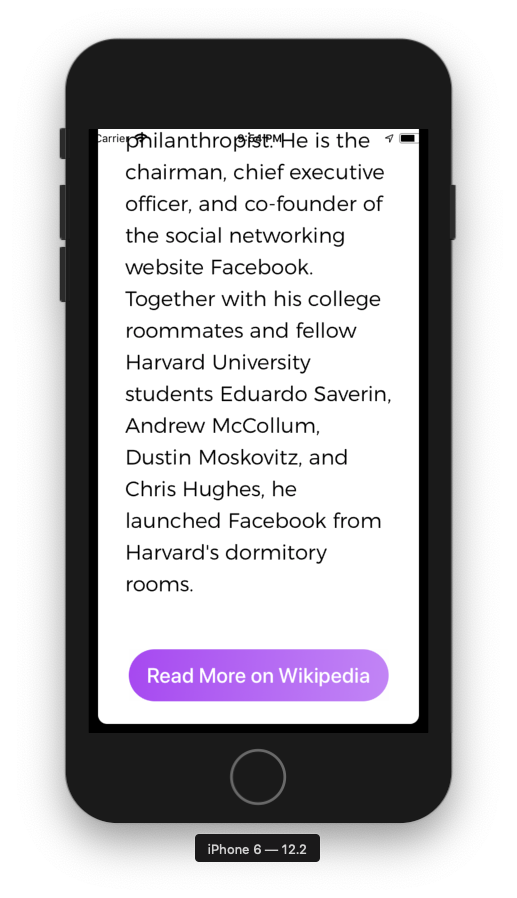 Carrier 9:54 PM
philanthropist. He is the
chairman, chief executive
officer, and co-founder of
the social networking
website Facebook.
Together with his college
roommates and fellow
Harvard University
students Eduardo Saverin,
Andrew McCollum,
Dustin Moskovitz, and
Chris Hughes, he
launched Facebook from
Harvard's dormitory
rooms.
Read More on Wikipedia
iPhone 6 — 12.2